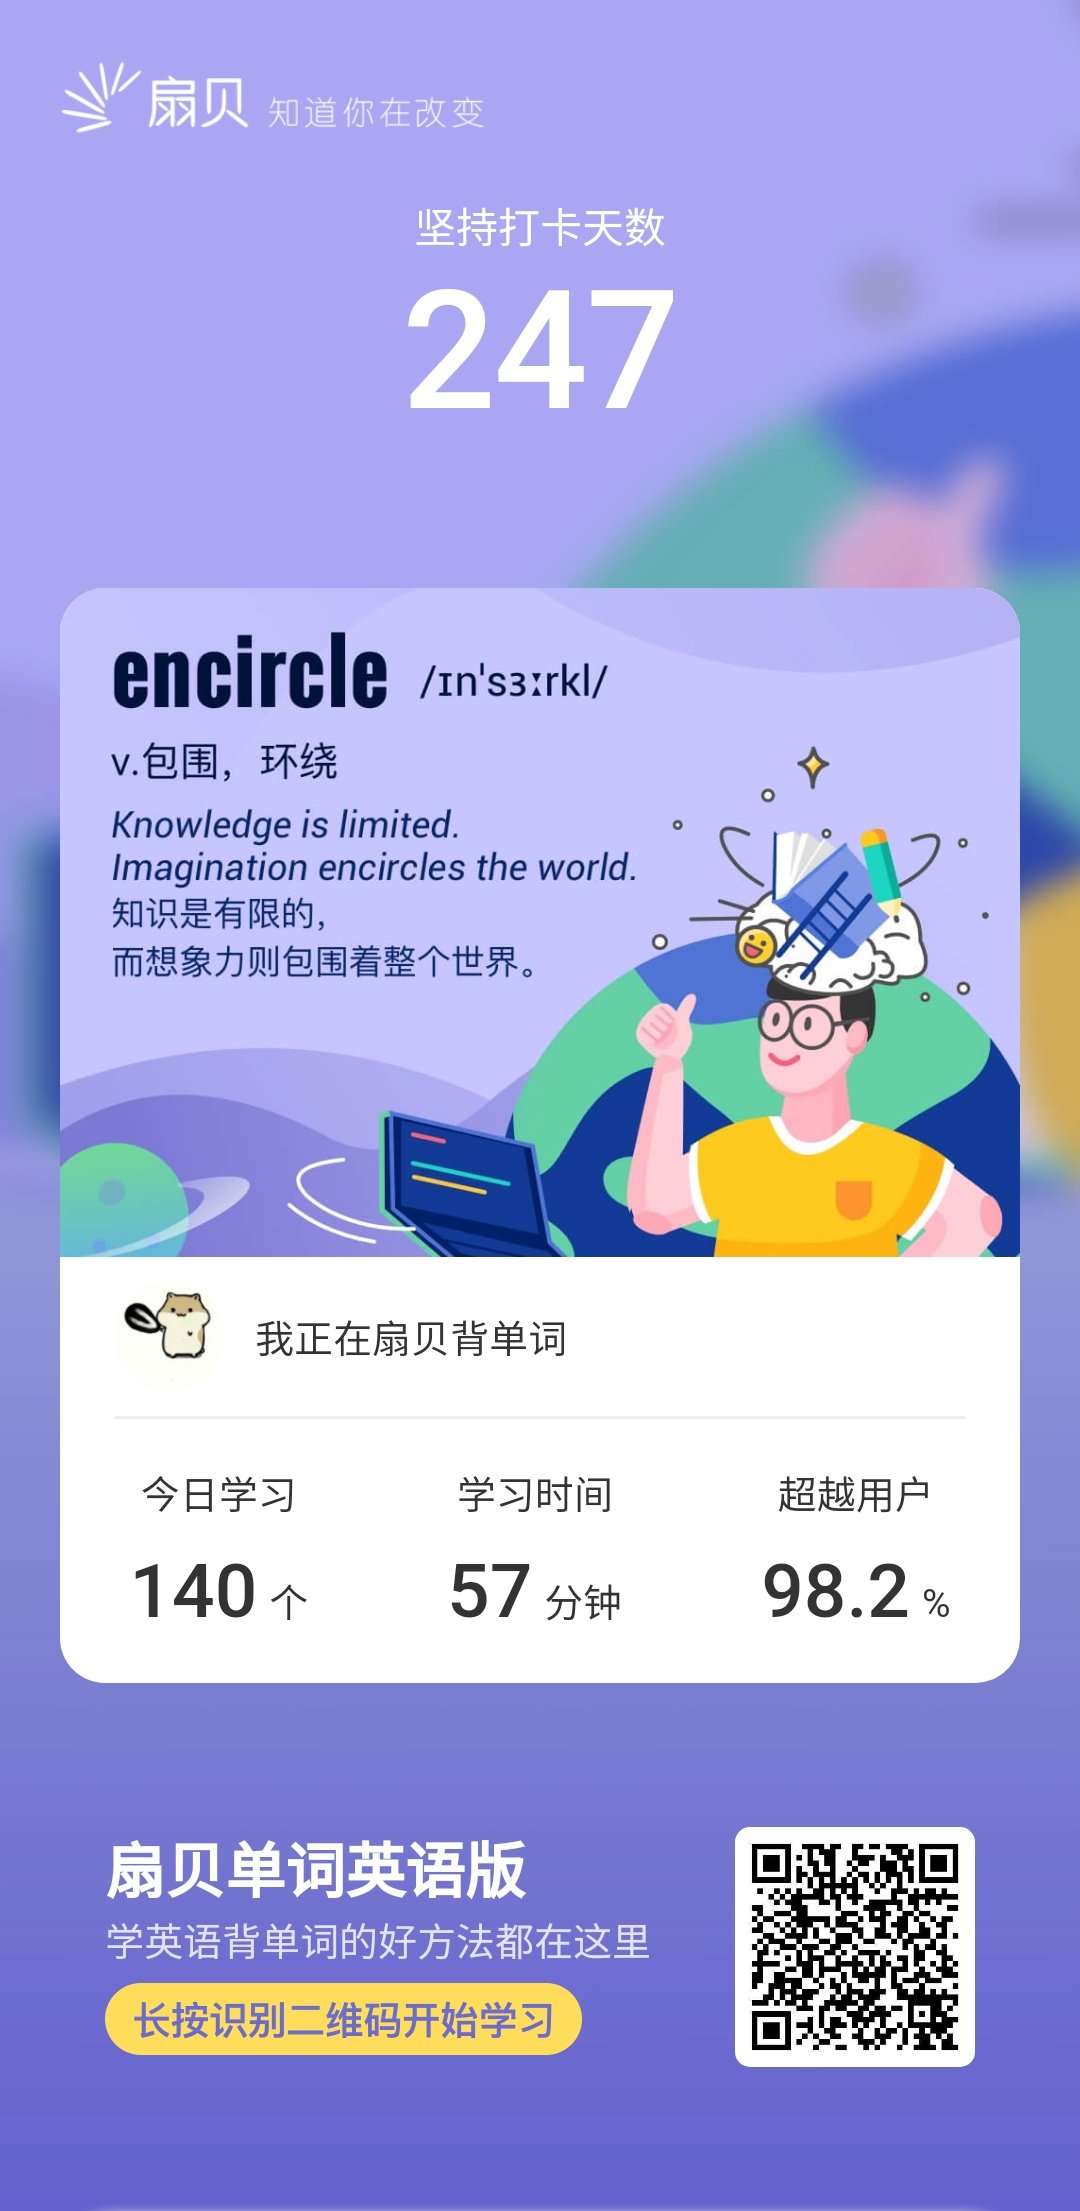 扇贝 知道你在改变
坚持打卡天数
247
encircle /ɪn'sɜːrkl/
v.包围，环绕
Knowledge is limited.
Imagination encircles the world.
知识是有限的，
而想象力则包围着整个世界。
我正在扇贝背单词
今日学习 学习时间 超越用户
140 个 57 分钟 98.2 %
扇贝单词英语版
学英语背单词的好方法都在这里
长按识别二维码开始学习